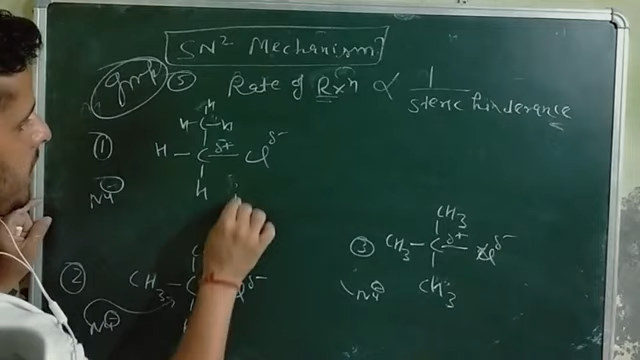 SN² Mechanism
Imp (5) Rate of Rxⁿ ∝ 1 / Steric hinderance
(1)
H
H - C - H
H - C δ+ - Cl δ-
H
Nu⁻
(2)
CH₃ - C δ-
Nu⁻
(3)
CH₃
CH₃ - C δ+ - Cl δ-
CH₃
Nu⁻